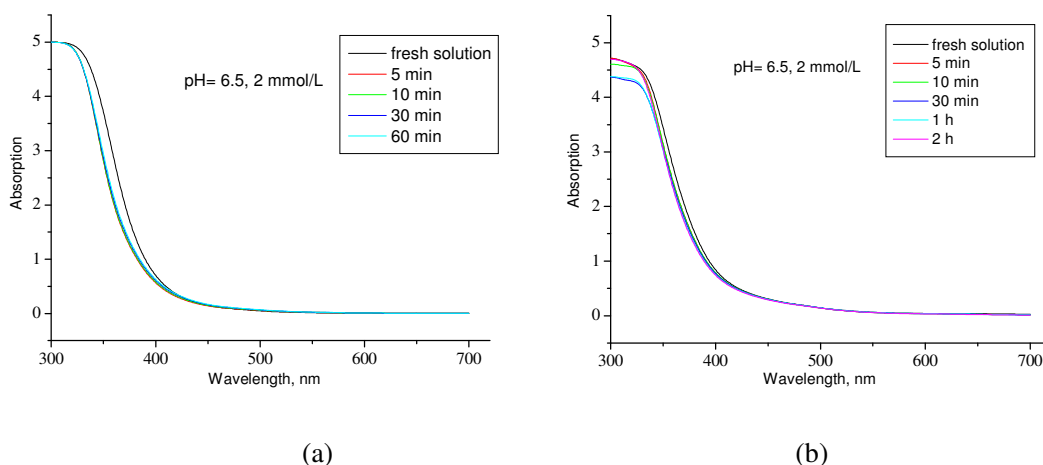 5
4
3
2
1
0
Absorption
300
400
500
600
700
Wavelength, nm
pH= 6.5, 2 mmol/L
fresh solution
5 min
10 min
30 min
60 min
(a)
5
4
3
2
1
0
Absorption
300
400
500
600
700
Wavelength, nm
pH= 6.5, 2 mmol/L
fresh solution
5 min
10 min
30 min
1 h
2 h
(b)